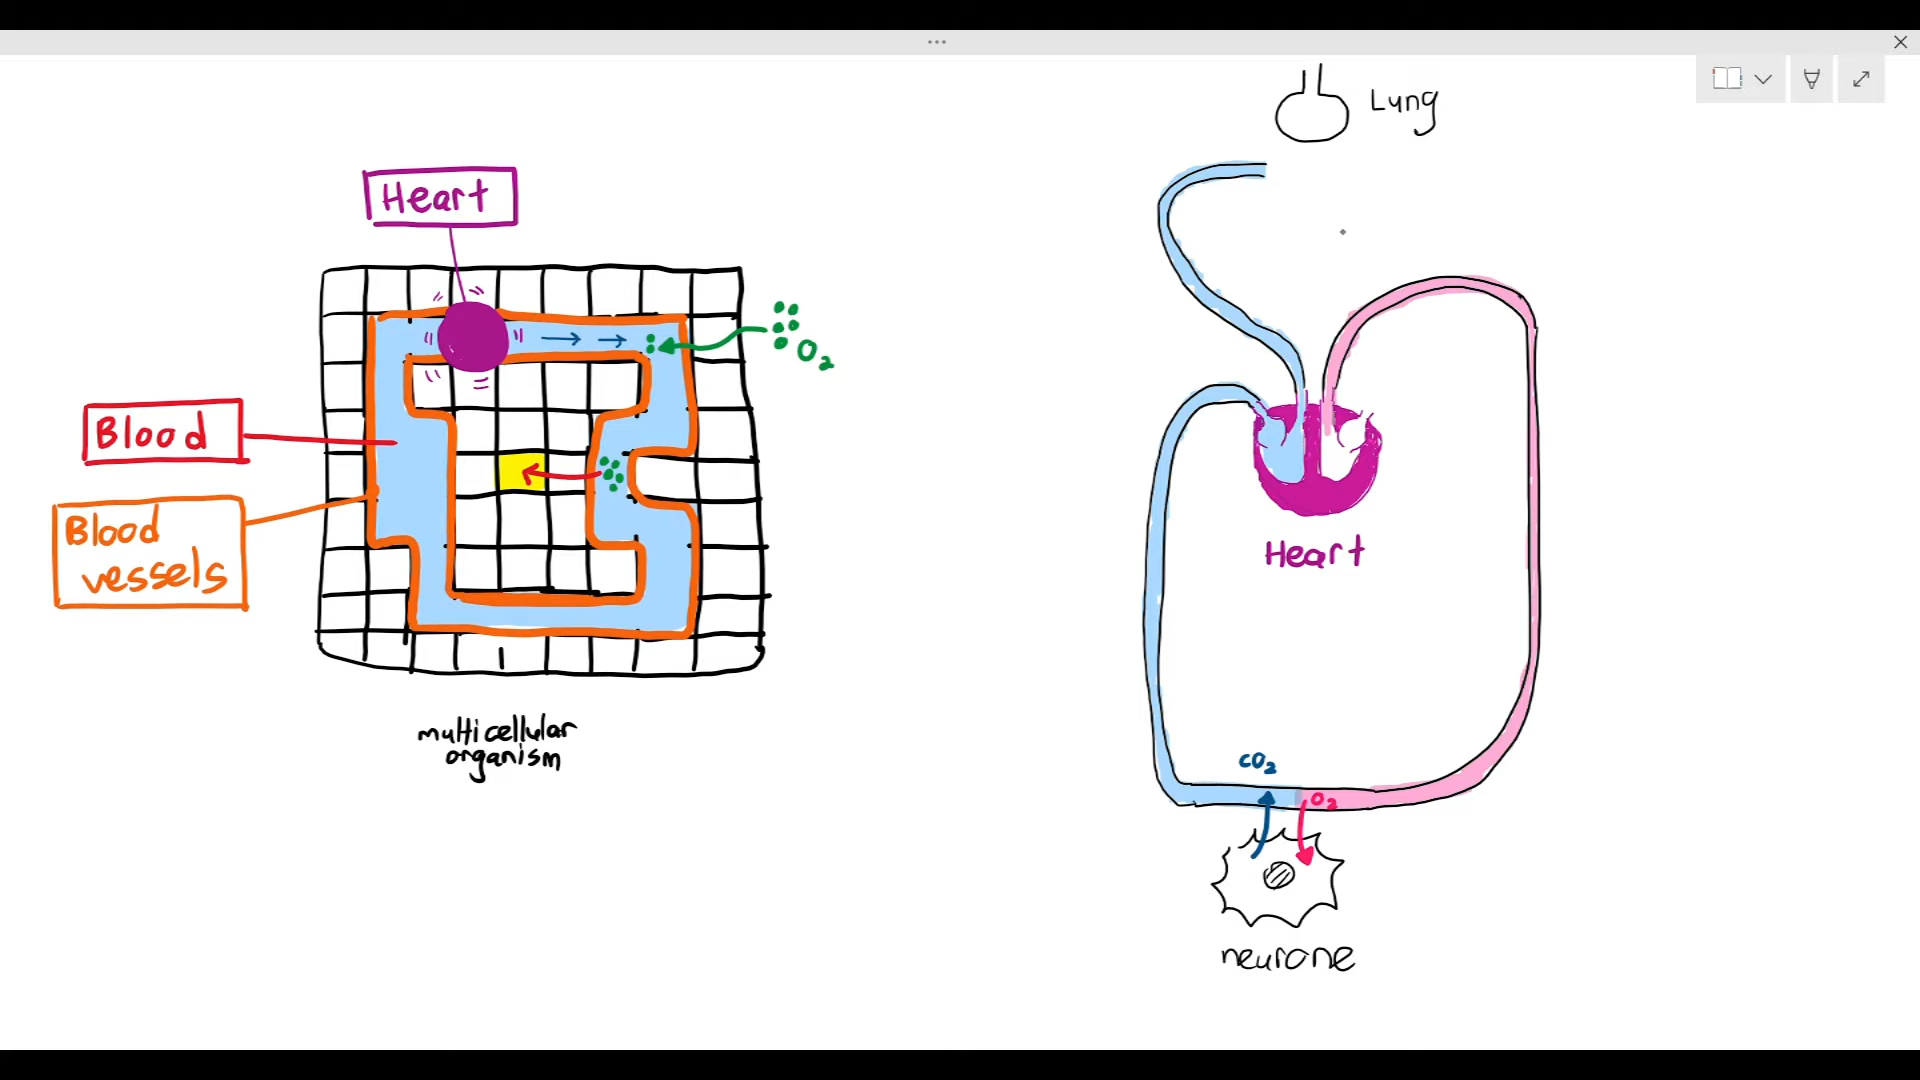 Lung
Heart
O2
Blood
Blood
vessels
Heart
multicellular
organism
CO2
O2
neurone